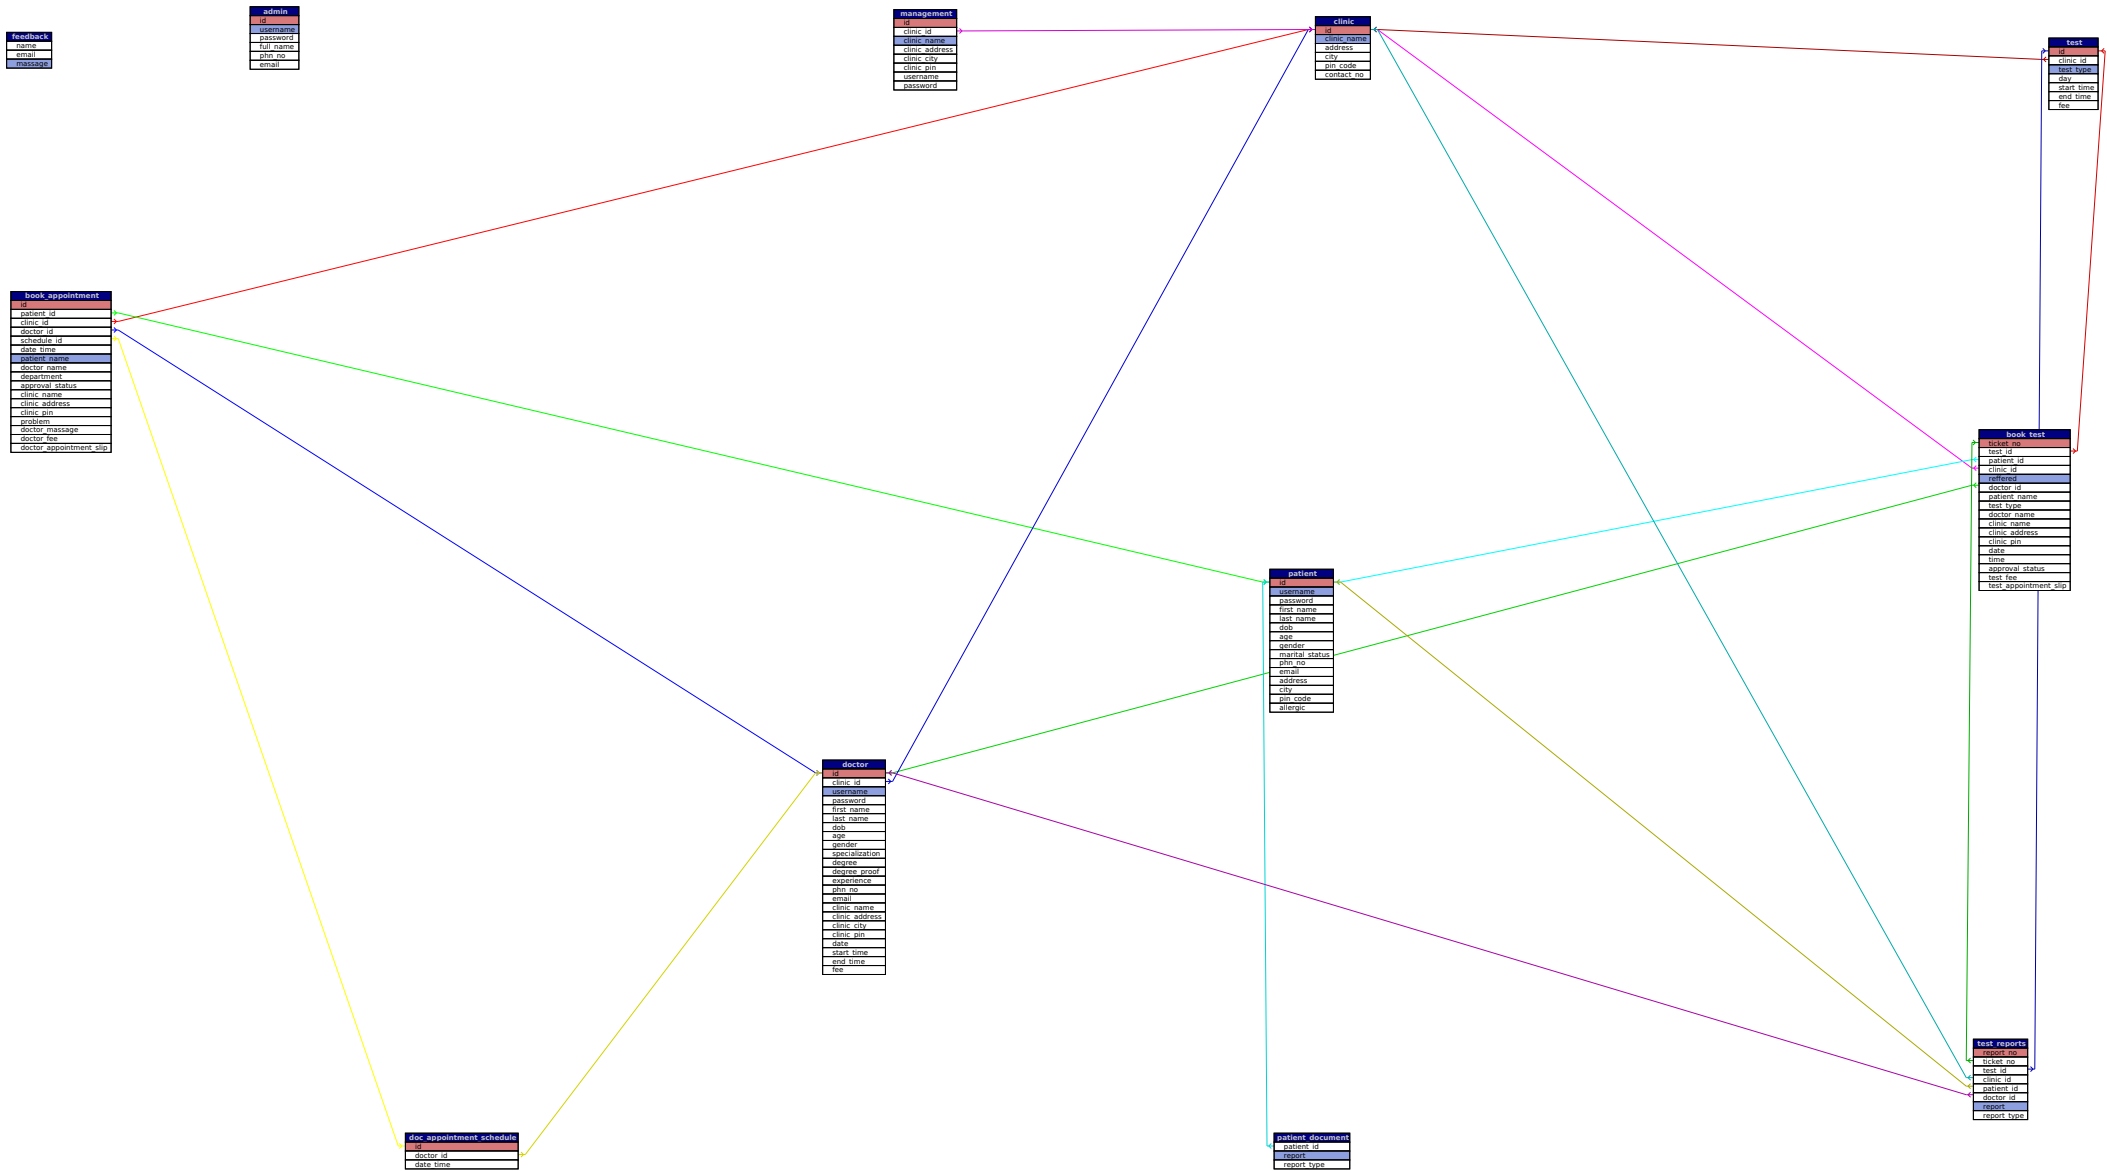 feedback
name
email
massage
admin
id
username
password
full_name
phn_no
email
management
id
clinic_id
clinic_name
clinic_address
clinic_city
clinic_pin
username
password
clinic
id
clinic_name
address
city
pin_code
contact_no
test
id
clinic_id
test_type
day
start_time
end_time
fee
book_appointment
id
patient_id
clinic_id
doctor_id
schedule_id
date_time
patient_name
doctor_name
department
approval_status
clinic_name
clinic_address
clinic_pin
problem
doctor_massage
doctor_fee
doctor_appointment_slip
book_test
ticket_no
test_id
patient_id
clinic_id
reffered
doctor_id
patient_name
test_type
doctor_name
clinic_name
clinic_address
clinic_pin
date
time
approval_status
test_fee
test_appointment_slip
patient
id
username
password
first_name
last_name
dob
age
gender
marital_status
phn_no
email
address
city
pin_code
allergic
doctor
id
clinic_id
username
password
first_name
last_name
dob
age
gender
specialization
degree
degree_proof
experience
phn_no
email
clinic_name
clinic_address
clinic_city
clinic_pin
date
start_time
end_time
fee
test_reports
report_no
ticket_no
test_id
clinic_id
patient_id
doctor_id
report
report_type
doc_appointment_schedule
id
doctor_id
date_time
patient_document
patient_id
report
report_type